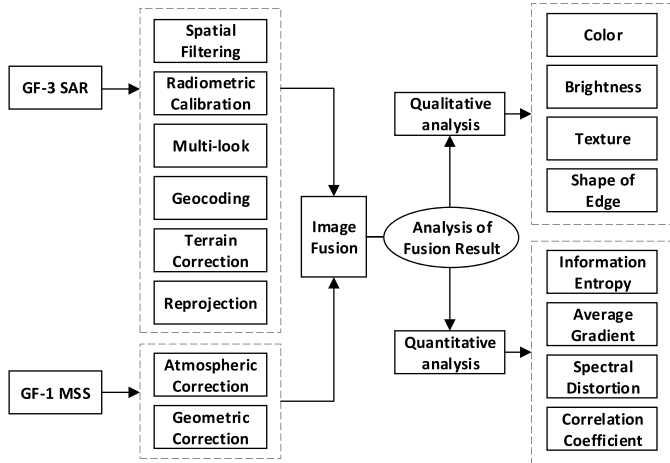 GF-3 SAR
Spatial
Filtering
Radiometric
Calibration
Multi-look
Geocoding
Terrain
Correction
Reprojection
GF-1 MSS
Atmospheric
Correction
Geometric
Correction
Image
Fusion
Analysis of
Fusion Result
Qualitative
analysis
Color
Brightness
Texture
Shape of
Edge
Quantitative
analysis
Information
Entropy
Average
Gradient
Spectral
Distortion
Correlation
Coefficient